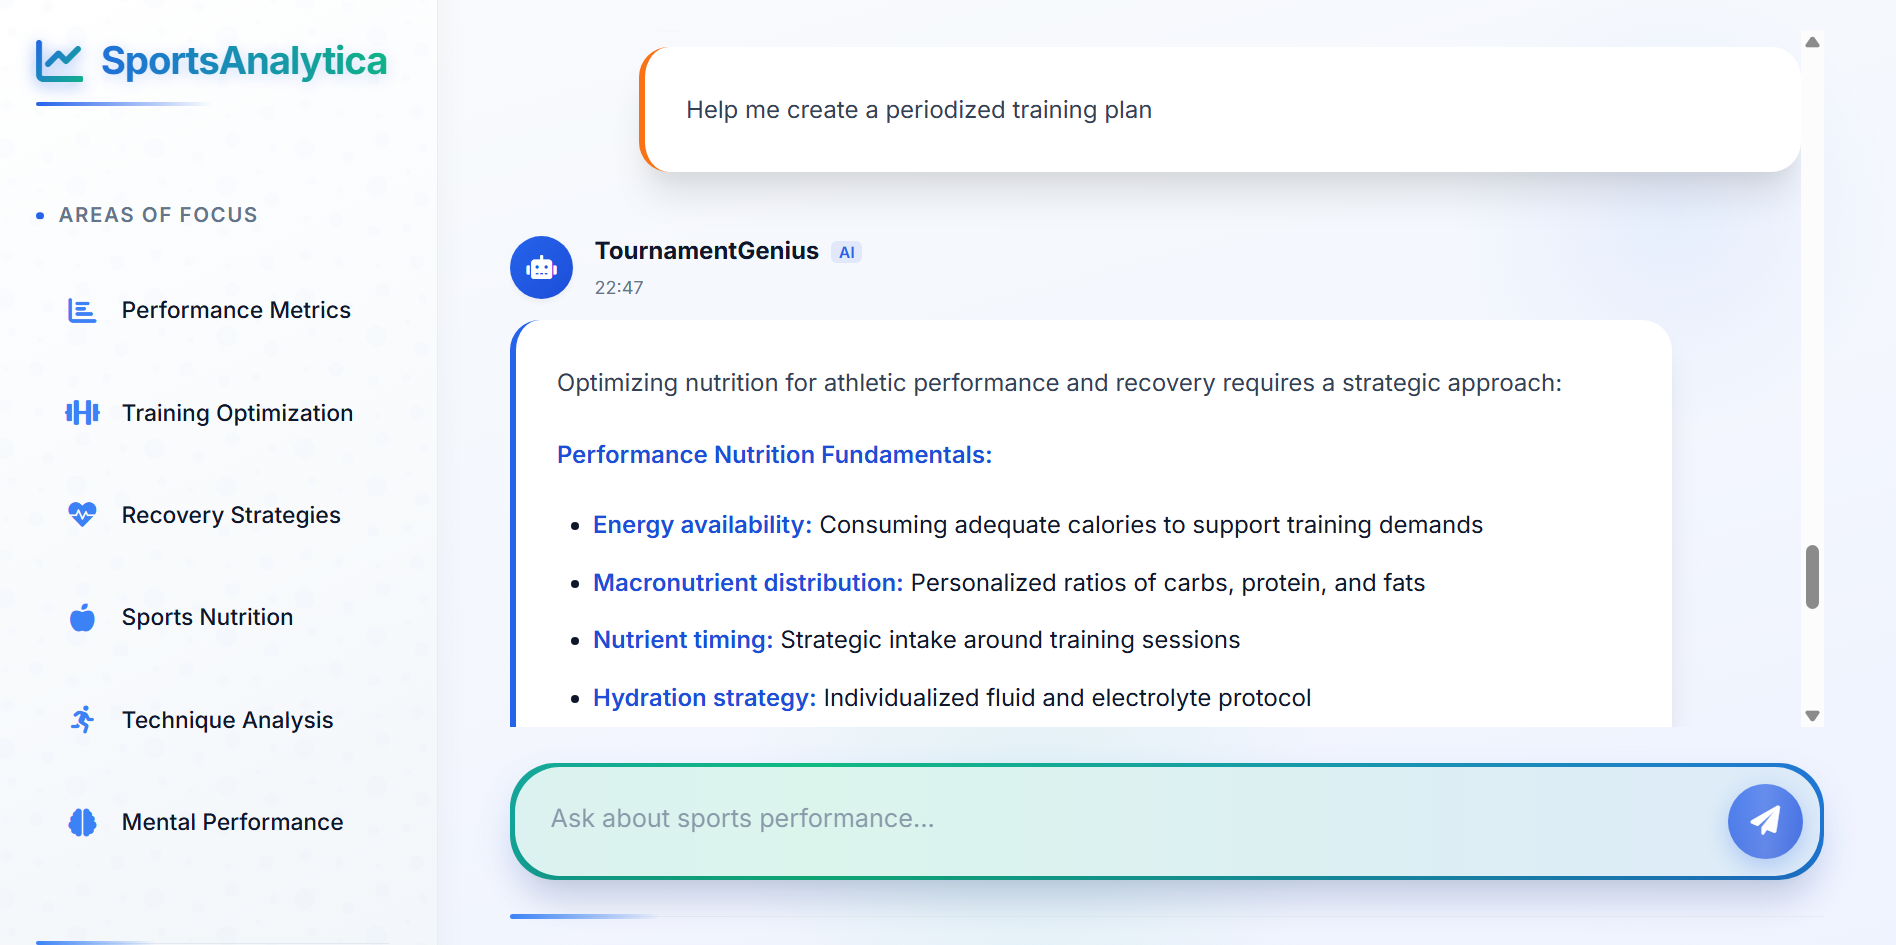 SportsAnalytica
AREAS OF FOCUS
Performance Metrics
Training Optimization
Recovery Strategies
Sports Nutrition
Technique Analysis
Mental Performance
Help me create a periodized training plan
TournamentGenius AI
22:47
Optimizing nutrition for athletic performance and recovery requires a strategic approach:
Performance Nutrition Fundamentals:
• Energy availability: Consuming adequate calories to support training demands
• Macronutrient distribution: Personalized ratios of carbs, protein, and fats
• Nutrient timing: Strategic intake around training sessions
• Hydration strategy: Individualized fluid and electrolyte protocol
Ask about sports performance...